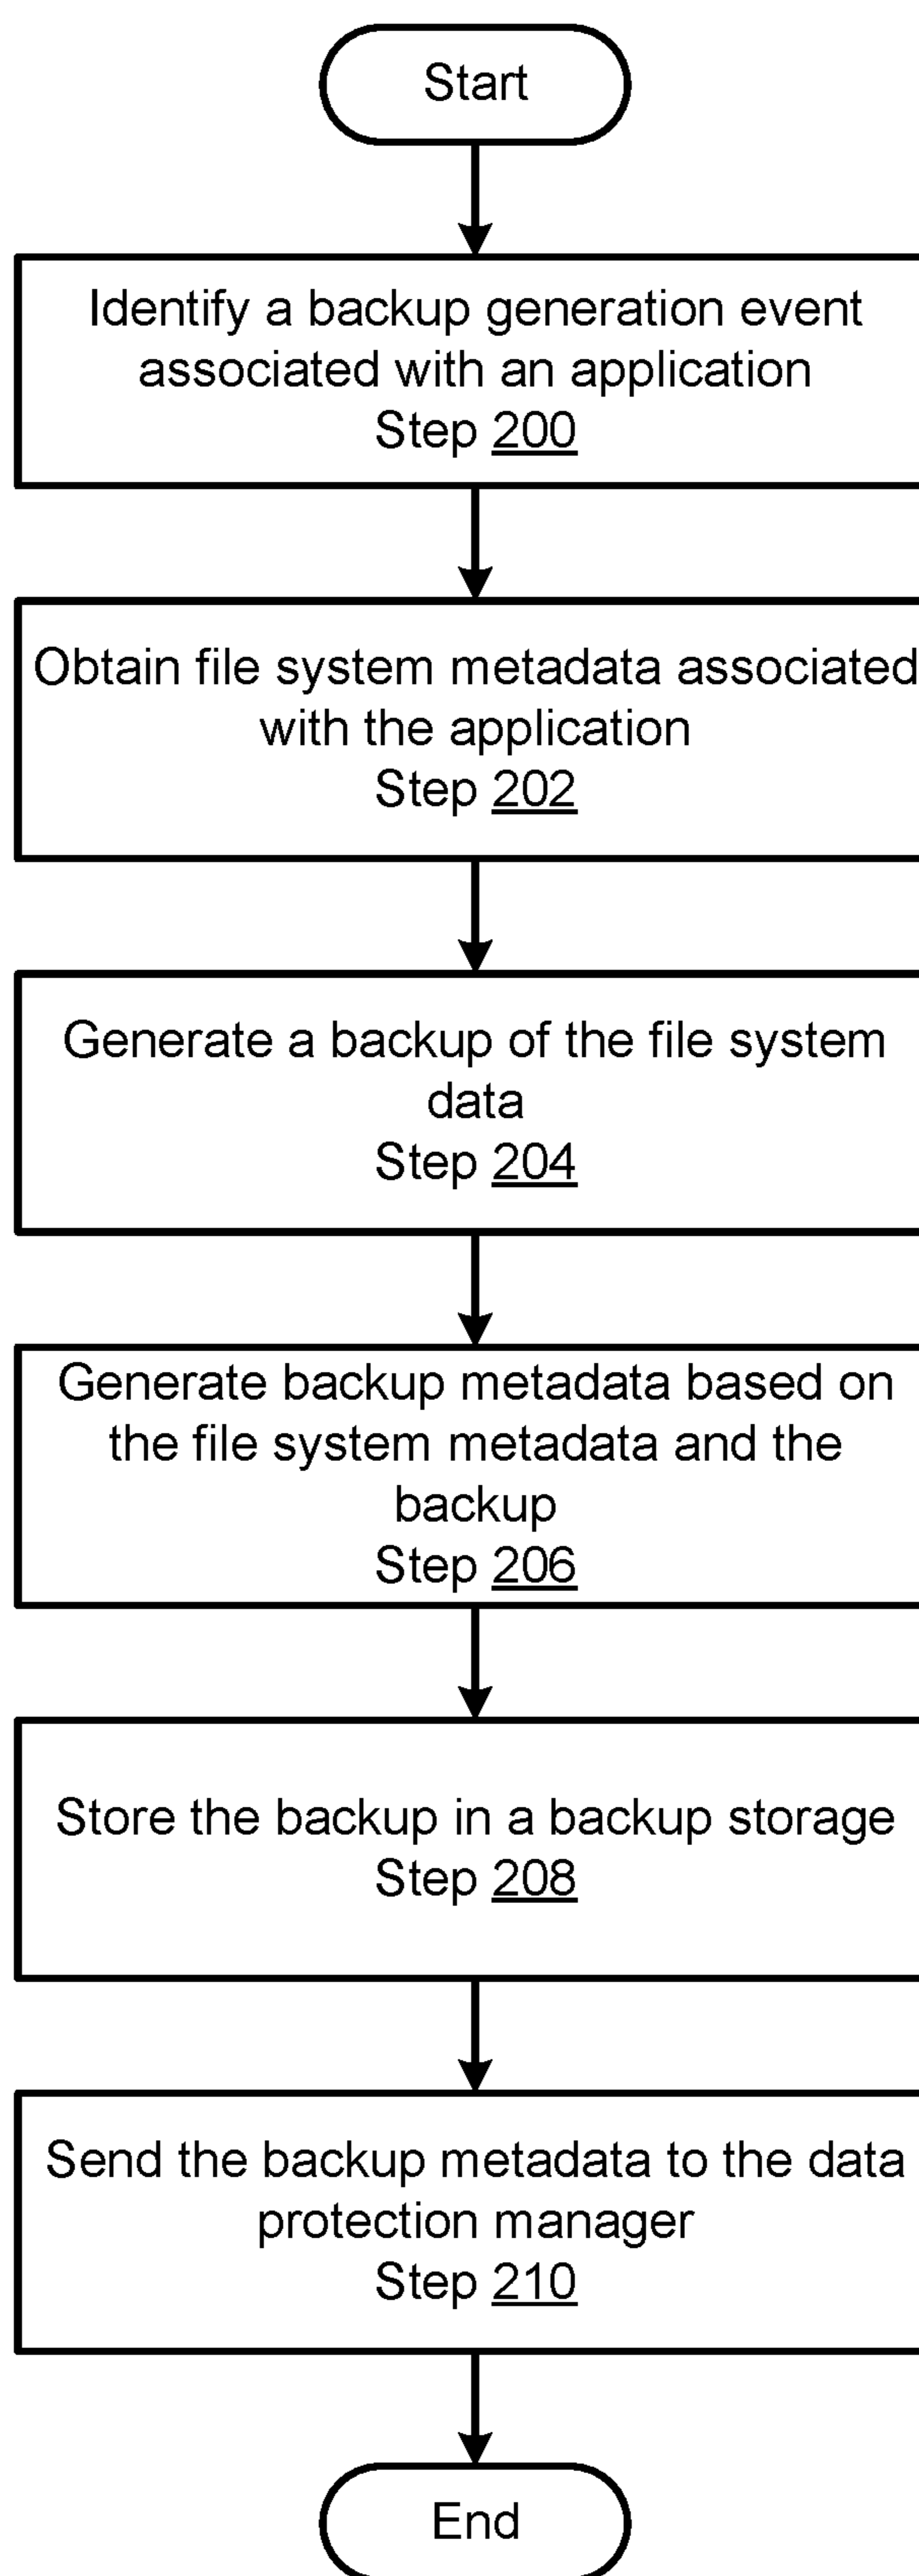 Start
Identify a backup generation event
associated with an application
Step 200
Obtain file system metadata associated
with the application
Step 202
Generate a backup of the file system
data
Step 204
Generate backup metadata based on
the file system metadata and the
backup
Step 206
Store the backup in a backup storage
Step 208
Send the backup metadata to the data
protection manager
Step 210
End